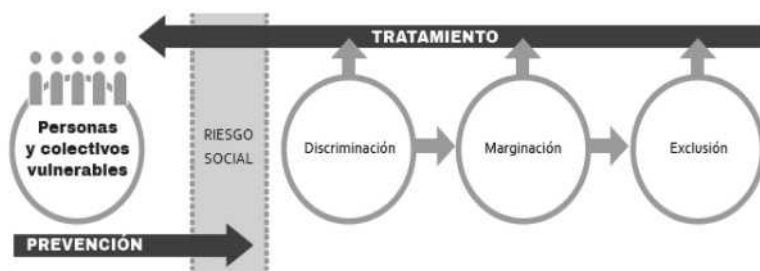 TRATAMIENTO
Personas
y colectivos
vulnerables
RIESGO
SOCIAL
Discriminación
Marginación
Exclusión
PREVENCIÓN